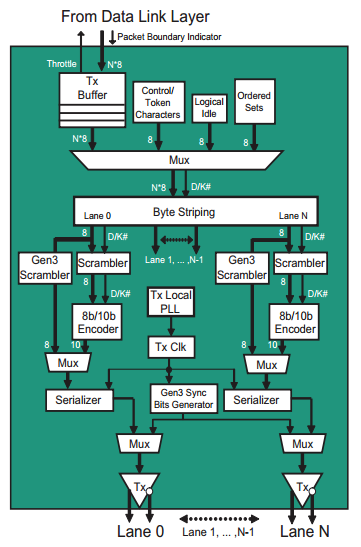 From Data Link Layer
Packet Boundary Indicator
Throttle
N*8
Tx
Buffer
Control/
Token
Characters
Logical
Idle
Ordered
Sets
N*8
8
8
8
Mux
N*8
D/K#
Byte Striping
Lane 0
Lane N
8
D/K#
8
D/K#
Gen3
Scrambler
Scrambler
Lane 1, ... ,N-1
Gen3
Scrambler
Scrambler
8
D/K#
8
D/K#
Tx Local
PLL
8b/10b
Encoder
8b/10b
Encoder
Tx Clk
8
10
8
10
Mux
Mux
Serializer
Gen3 Sync
Bits Generator
Serializer
Mux
Mux
Tx
Tx
Lane 0
Lane 1, ... ,N-1
Lane N